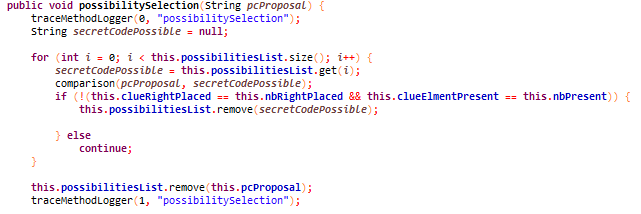 public void possibilitySelection(String pcProposal) {
    traceMethodLogger(0, "possibilitySelection");
    String secretCodePossible = null;

    for (int i = 0; i < this.possibilitiesList.size(); i++) {
        secretCodePossible = this.possibilitiesList.get(i);
        comparison(pcProposal, secretCodePossible);
        if (!(this.clueRightPlaced == this.nbRightPlaced && this.clueElmentPresent == this.nbPresent)) {
            this.possibilitiesList.remove(secretCodePossible);

        } else
            continue;
    }

    this.possibilitiesList.remove(this.pcProposal);
    traceMethodLogger(1, "possibilitySelection");